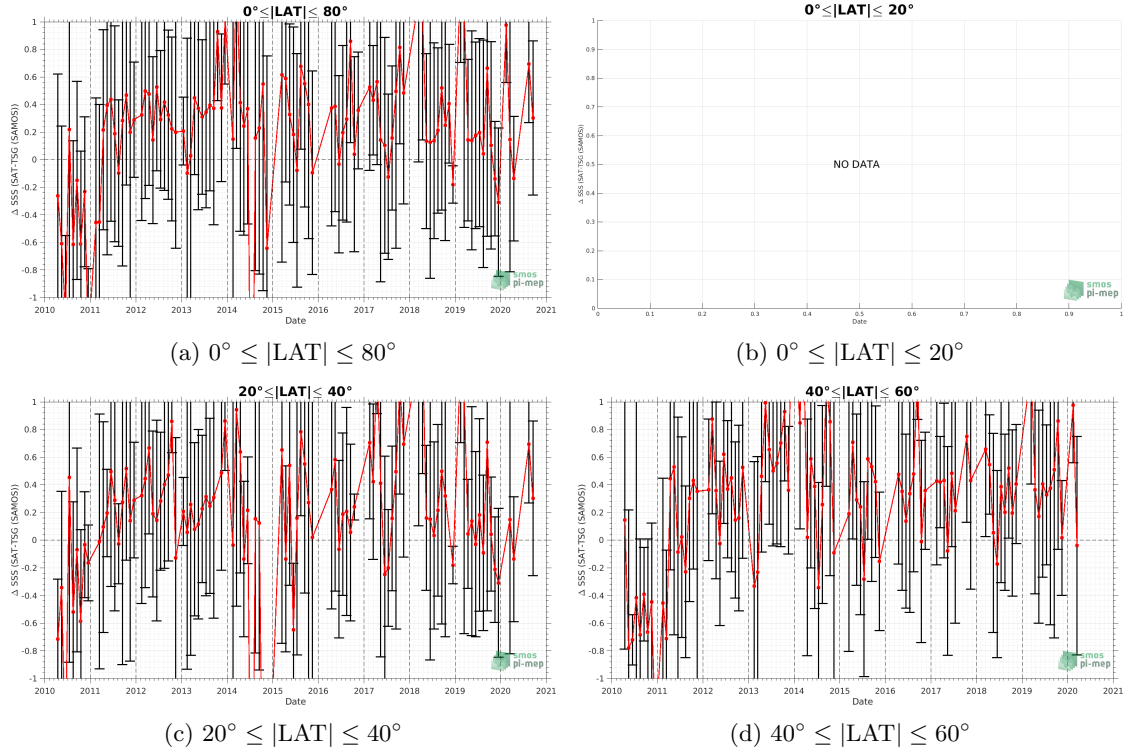 0°≤|LAT|≤ 80°
Δ SSS (SAT-TSG (SAMOS))
1
0.8
0.6
0.4
0.2
0
-0.2
-0.4
-0.6
-0.8
-1
2010 2011 2012 2013 2014 2015 2016 2017 2018 2019 2020 2021
Date
smos
pi-mep
(a) 0° ≤ |LAT| ≤ 80°
0°≤|LAT|≤ 20°
Δ SSS (SAT-TSG (SAMOS))
1
0.9
0.8
0.7
0.6
0.5
0.4
0.3
0.2
0.1
0
NO DATA
0 0.1 0.2 0.3 0.4 0.5 0.6 0.7 0.8 0.9 1
Date
smos
pi-mep
(b) 0° ≤ |LAT| ≤ 20°
20°≤|LAT|≤ 40°
Δ SSS (SAT-TSG (SAMOS))
1
0.8
0.6
0.4
0.2
0
-0.2
-0.4
-0.6
-0.8
-1
2010 2011 2012 2013 2014 2015 2016 2017 2018 2019 2020 2021
Date
smos
pi-mep
(c) 20° ≤ |LAT| ≤ 40°
40°≤|LAT|≤ 60°
Δ SSS (SAT-TSG (SAMOS))
1
0.8
0.6
0.4
0.2
0
-0.2
-0.4
-0.6
-0.8
-1
2010 2011 2012 2013 2014 2015 2016 2017 2018 2019 2020 2021
Date
smos
pi-mep
(d) 40° ≤ |LAT| ≤ 60°